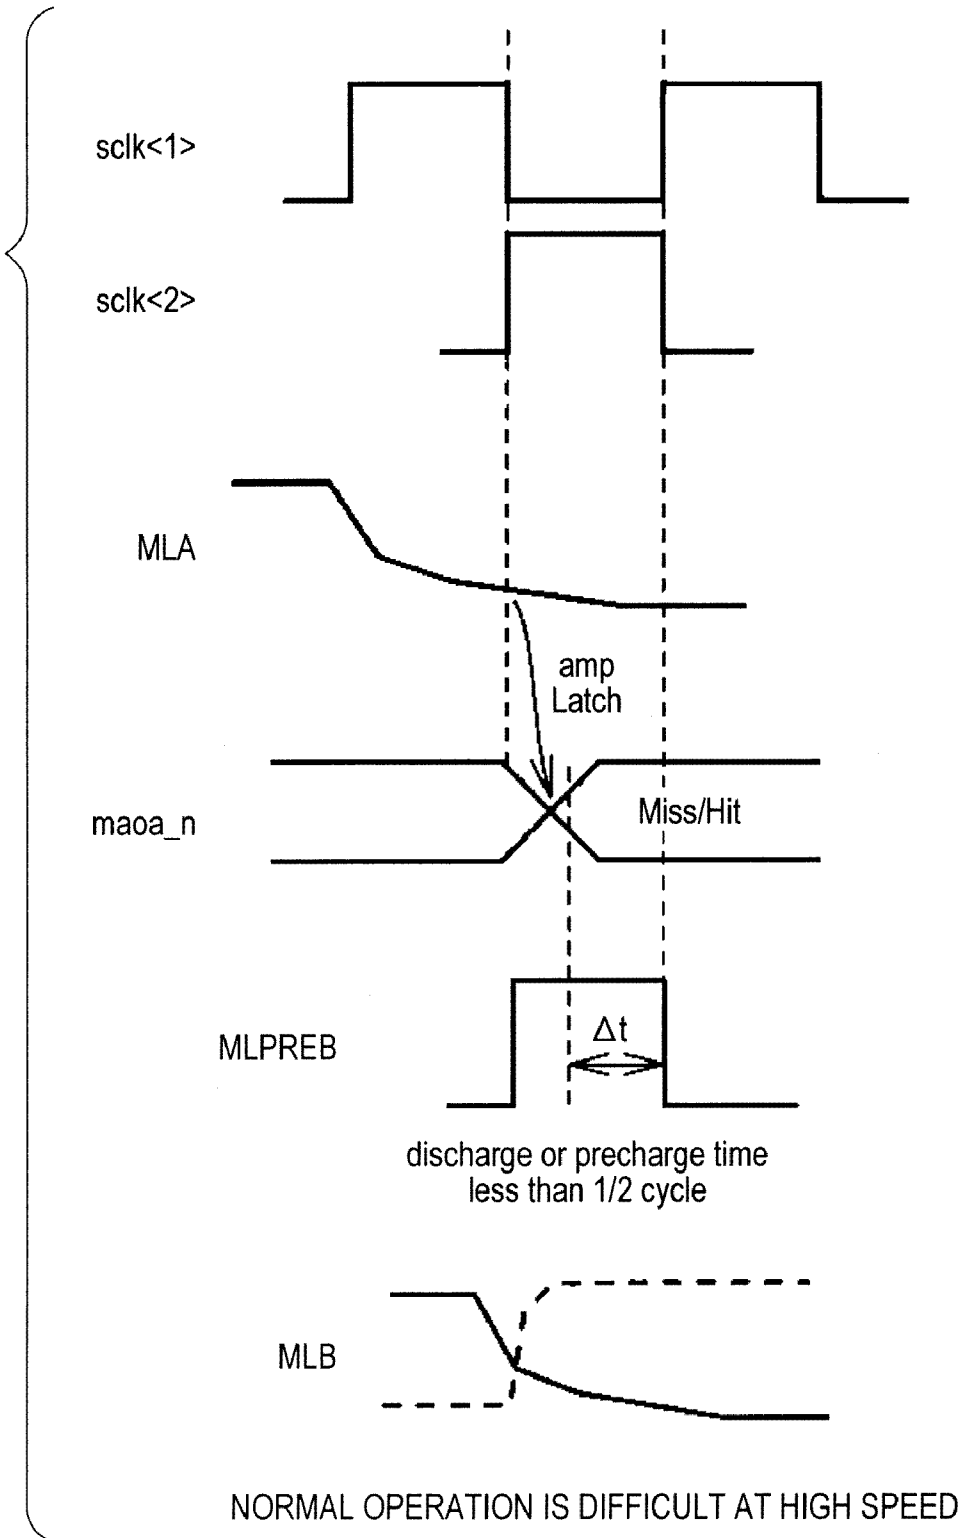 sclk<1>
sclk<2>
MLA
amp
Latch
maoa_n
Miss/Hit
MLPREB
Δt
discharge or precharge time
less than 1/2 cycle
MLB
NORMAL OPERATION IS DIFFICULT AT HIGH SPEED